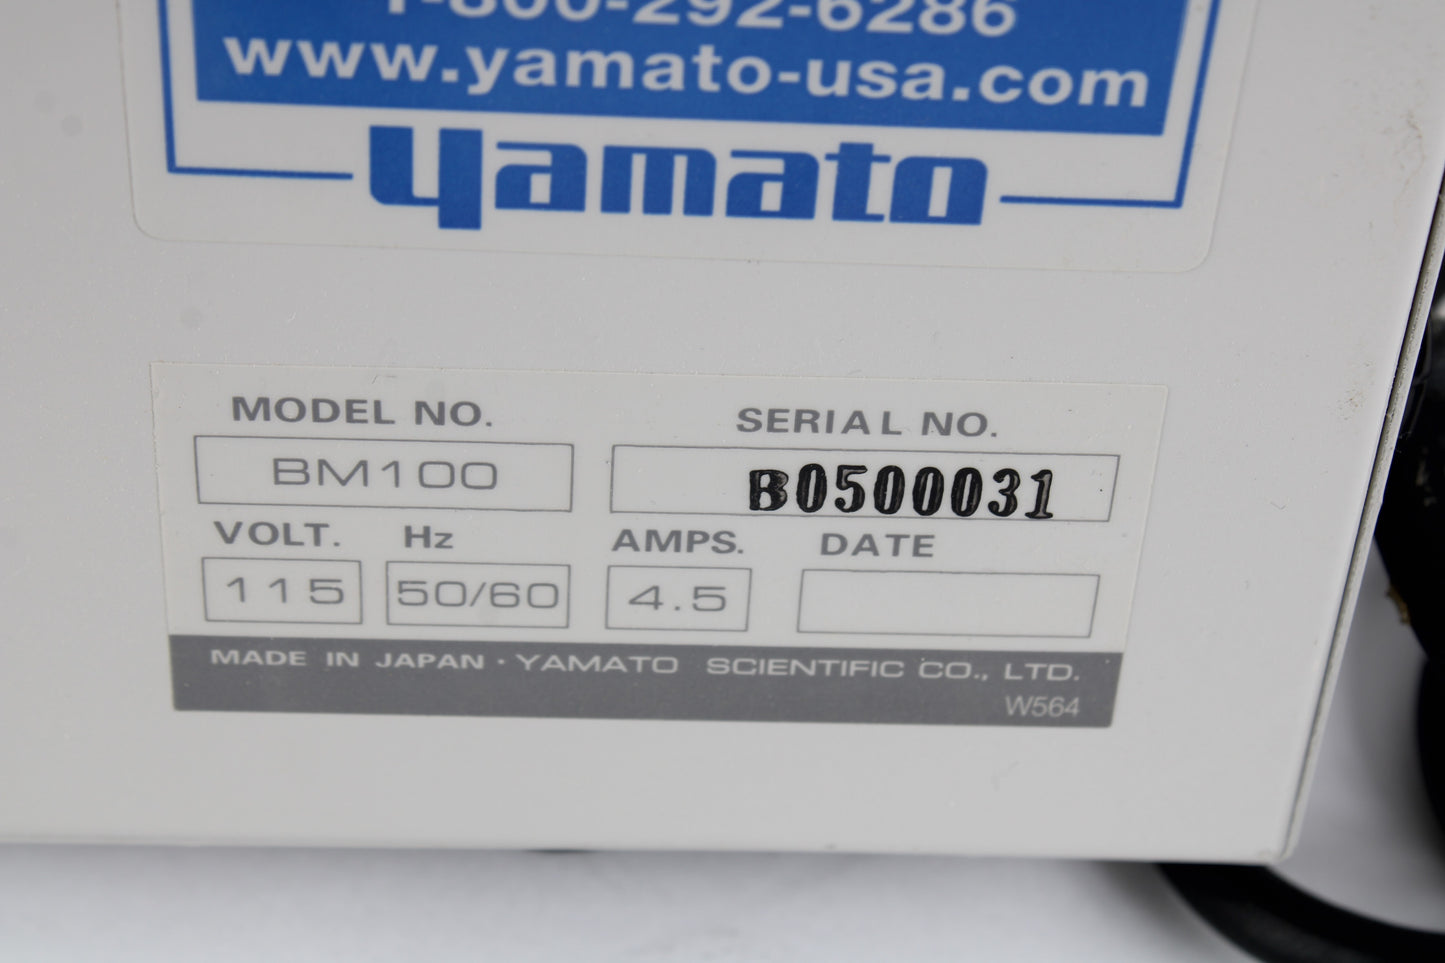 1-800-292-6286
www.yamato-usa.com
yamato
MODEL NO. SERIAL NO.
BM100 B0500031
VOLT. Hz AMPS. DATE
115 50/60 4.5
MADE IN JAPAN · YAMATO SCIENTIFIC CO., LTD.
W564